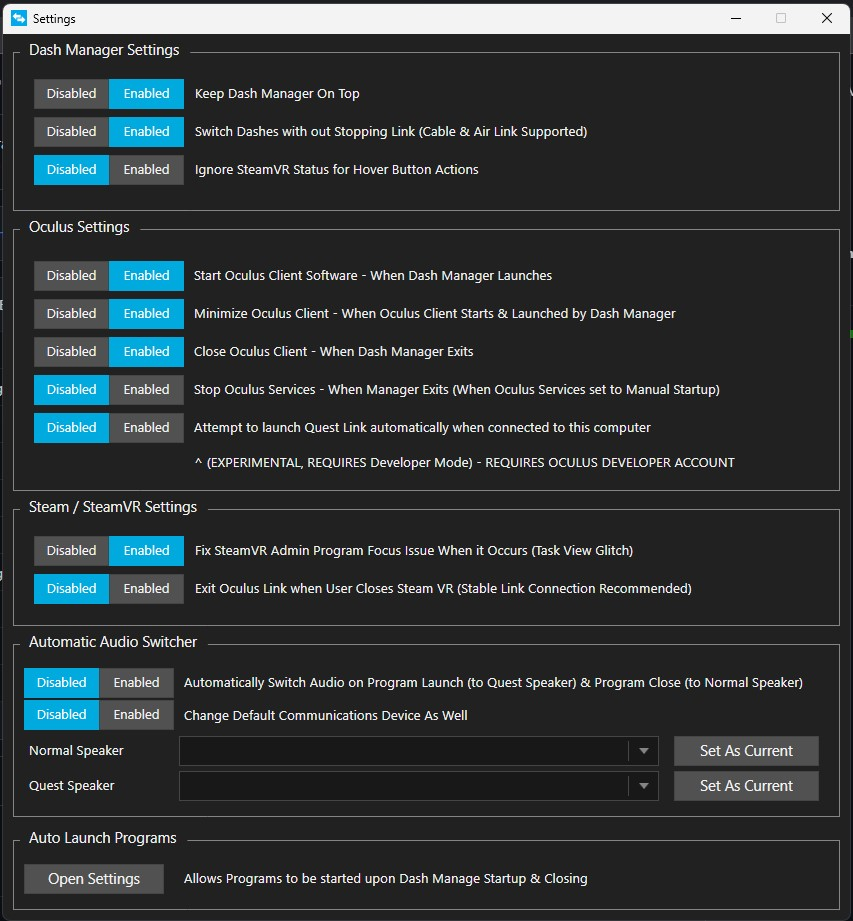 Settings
Dash Manager Settings
Disabled Enabled Keep Dash Manager On Top
Disabled Enabled Switch Dashes with out Stopping Link (Cable & Air Link Supported)
Disabled Enabled Ignore SteamVR Status for Hover Button Actions
Oculus Settings
Disabled Enabled Start Oculus Client Software - When Dash Manager Launches
Disabled Enabled Minimize Oculus Client - When Oculus Client Starts & Launched by Dash Manager
Disabled Enabled Close Oculus Client - When Dash Manager Exits
Disabled Enabled Stop Oculus Services - When Manager Exits (When Oculus Services set to Manual Startup)
Disabled Enabled Attempt to launch Quest Link automatically when connected to this computer
^ (EXPERIMENTAL, REQUIRES Developer Mode) - REQUIRES OCULUS DEVELOPER ACCOUNT
Steam / SteamVR Settings
Disabled Enabled Fix SteamVR Admin Program Focus Issue When it Occurs (Task View Glitch)
Disabled Enabled Exit Oculus Link when User Closes Steam VR (Stable Link Connection Recommended)
Automatic Audio Switcher
Disabled Enabled Automatically Switch Audio on Program Launch (to Quest Speaker) & Program Close (to Normal Speaker)
Disabled Enabled Change Default Communications Device As Well
Normal Speaker Set As Current
Quest Speaker Set As Current
Auto Launch Programs
Open Settings Allows Programs to be started upon Dash Manage Startup & Closing